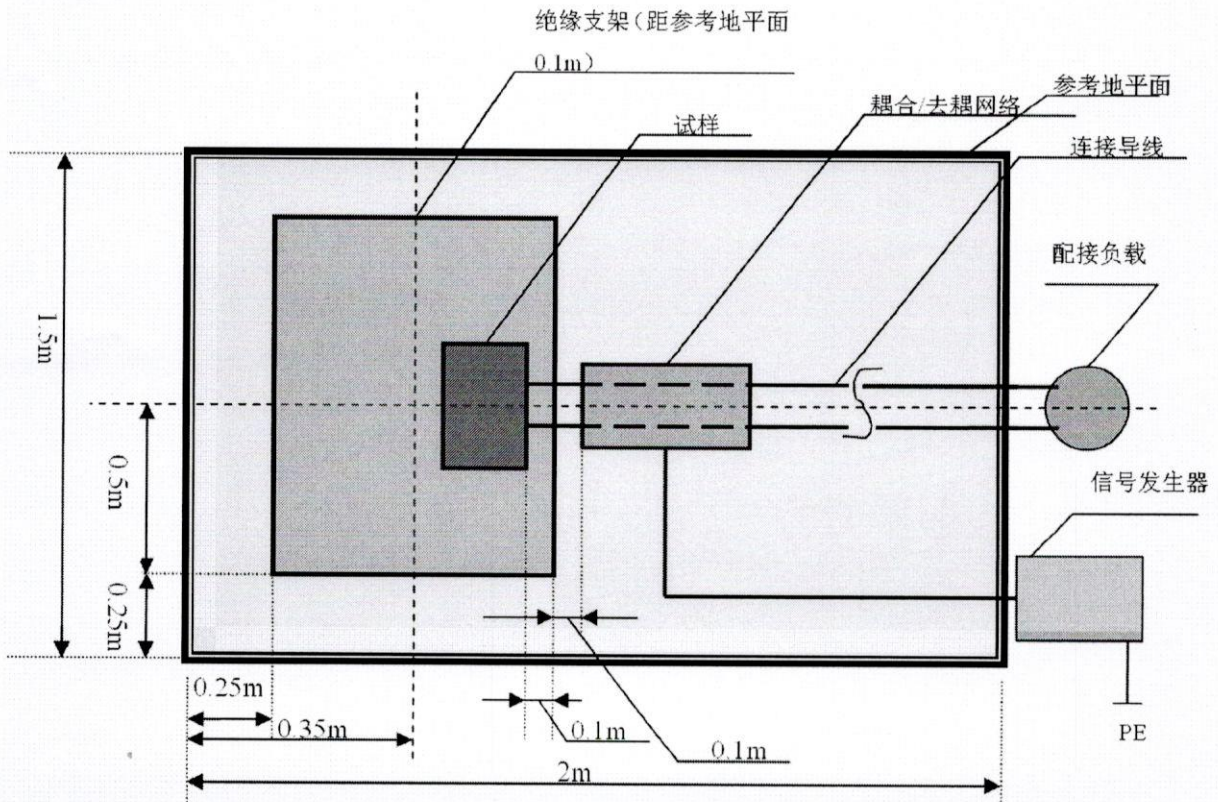 绝缘支架（距参考地平面
0.1m）
参考地平面
耦合/去耦网络
试样
连接导线
配接负载
1.5m
0.5m
信号发生器
0.25m
0.25m
0.35m
0.1m
0.1m
PE
2m